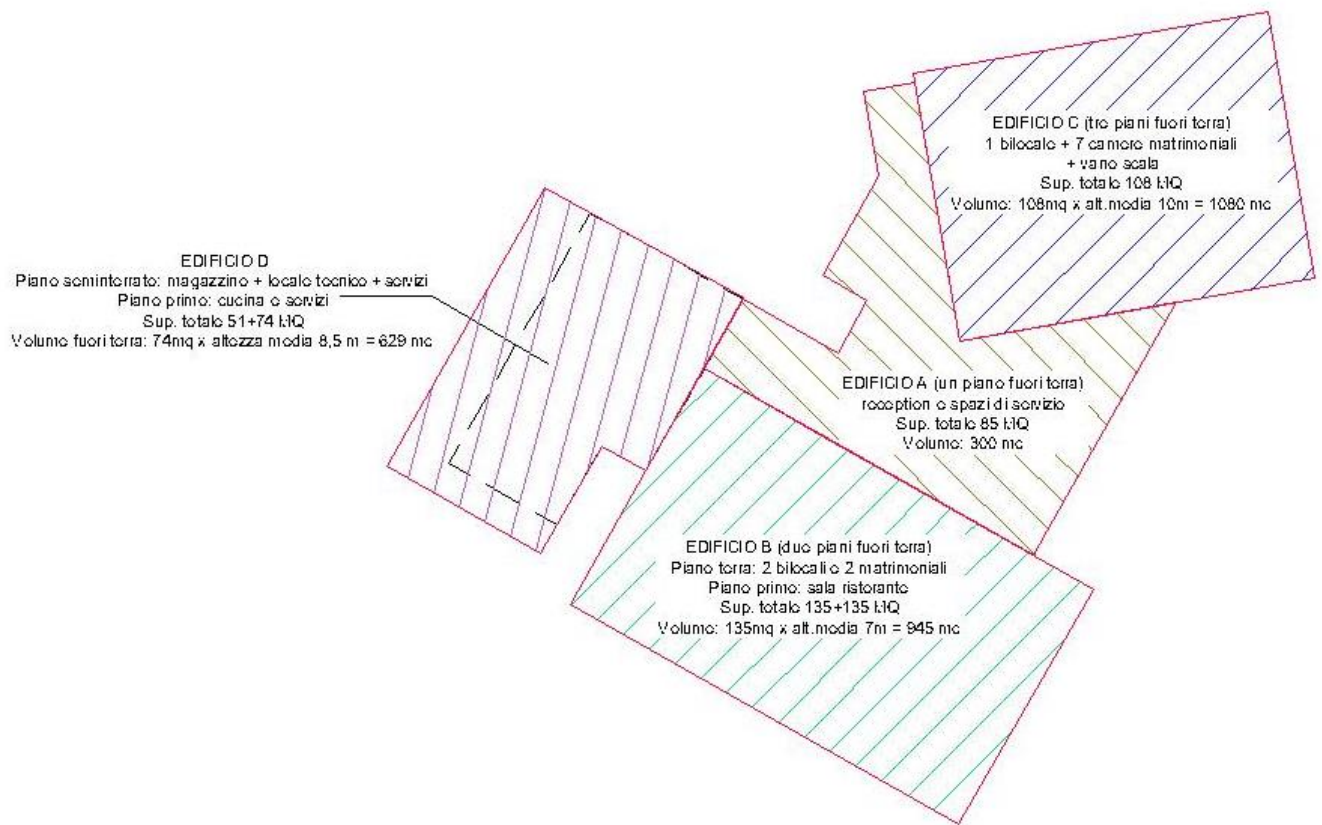 EDIFICIO C (tre piani fuori terra)
1 bilocale + 7 camere matrimoniali
+ vano scala
Sup. totale 108 MQ
Volume: 108mq x alt.media 10m = 1080 mc
EDIFICIO D
Piano seminterrato: magazzino + locale tecnico + servizi
Piano primo: cucina e servizi
Sup. totale 51+74 MQ
Volume fuori terra: 74mq x altezza media 8,5 m = 629 mc
EDIFICIO A (un piano fuori terra)
reception e spazi di servizio
Sup. totale 85 MQ
Volume: 300 mc
EDIFICIO B (due piani fuori terra)
Piano terra: 2 bilocali e 2 matrimoniali
Piano primo: sala ristorante
Sup. totale 135+135 MQ
Volume: 135mq x alt.media 7m = 945 mc